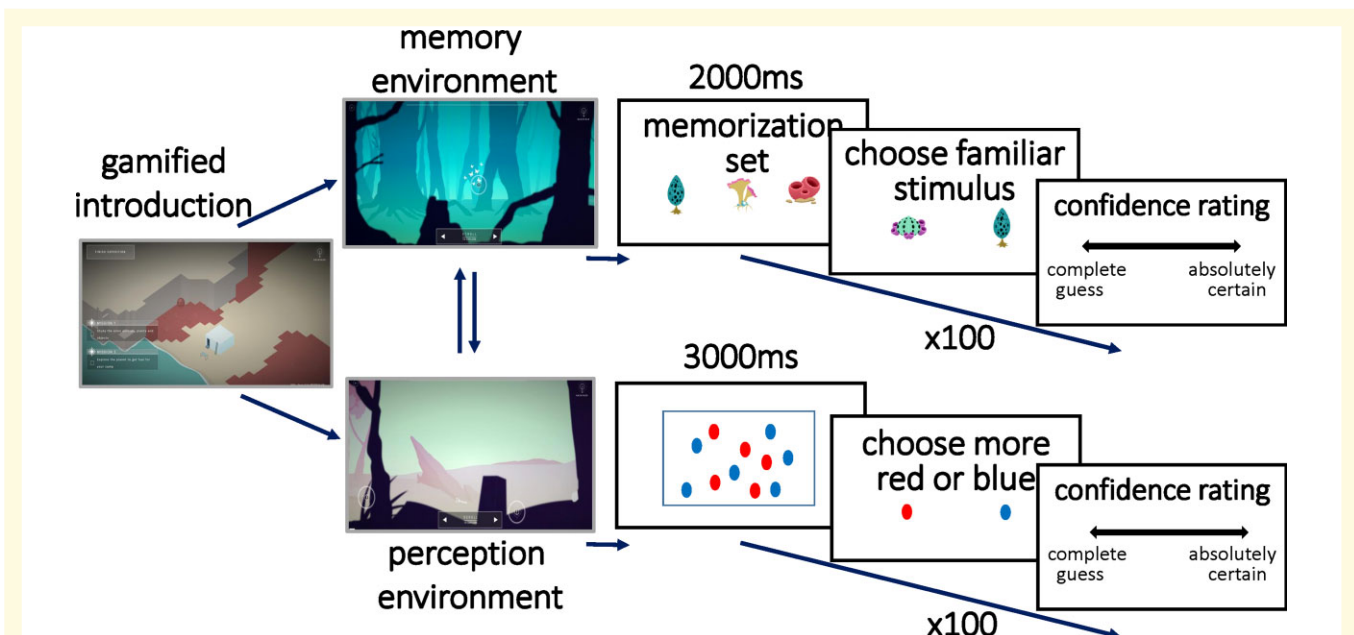 memory
environment
gamified
introduction
2000ms
memorization
set
choose familiar
stimulus
confidence rating
complete
guess
absolutely
certain
x100
3000ms
choose more
red or blue
confidence rating
complete
guess
absolutely
certain
x100
perception
environment